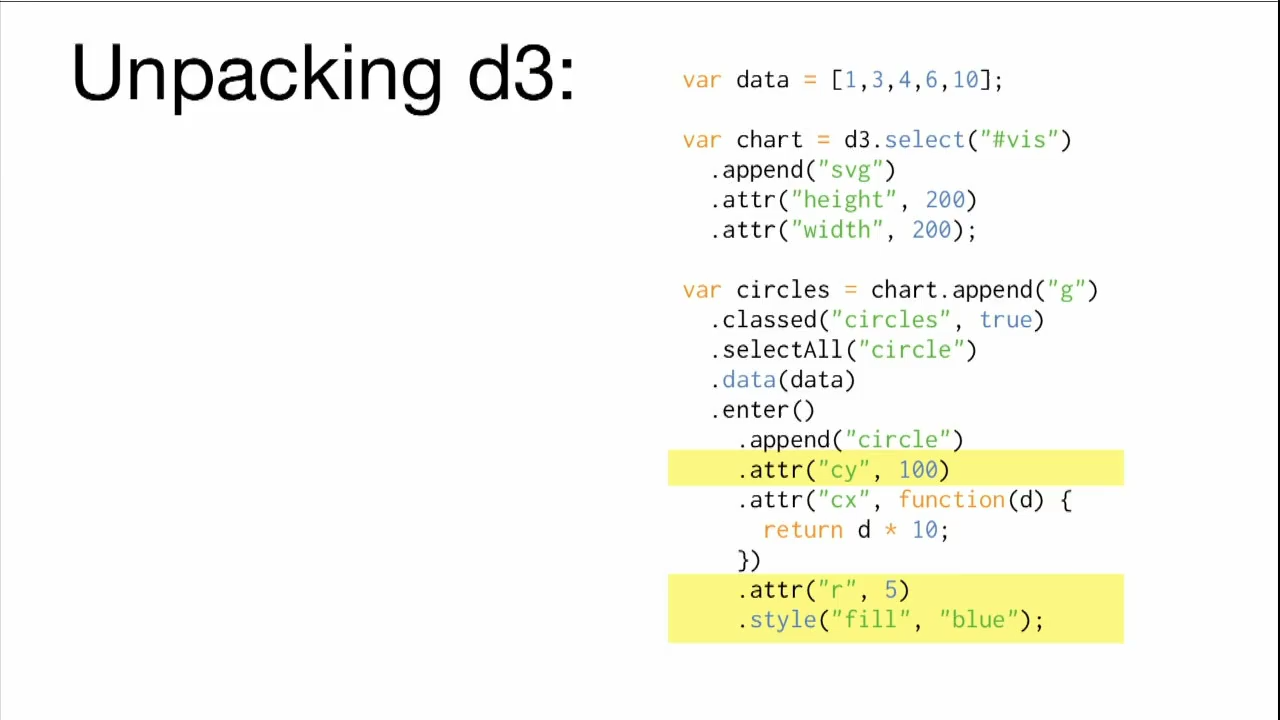 Unpacking d3:
var data = [1,3,4,6,10];
var chart = d3.select("#vis")
.append("svg")
.attr("height", 200)
.attr("width", 200);
var circles = chart.append("g")
.classed("circles", true)
.selectAll("circle")
.data(data)
.enter()
.append("circle")
.attr("cy", 100)
.attr("cx", function(d) {
return d * 10;
})
.attr("r", 5)
.style("fill", "blue");